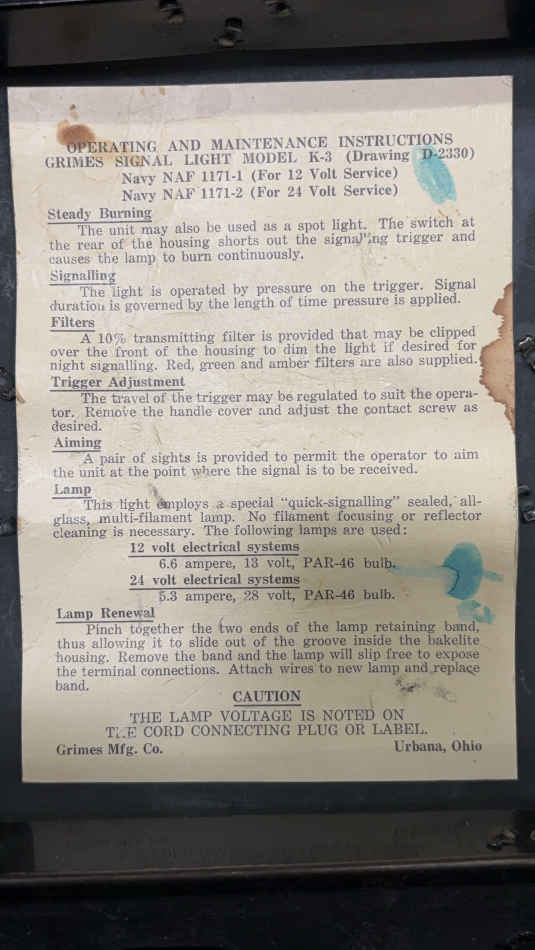 OPERATING AND MAINTENANCE INSTRUCTIONS
GRIMES SIGNAL LIGHT MODEL K-3 (Drawing D-2330)
Navy NAF 1171-1 (For 12 Volt Service)
Navy NAF 1171-2 (For 24 Volt Service)
Steady Burning
The unit may also be used as a spot light. The switch at
the rear of the housing shorts out the signalling trigger and
causes the lamp to burn continuously.
Signalling
The light is operated by pressure on the trigger. Signal
duration is governed by the length of time pressure is applied.
Filters
A 10% transmitting filter is provided that may be clipped
over the front of the housing to dim the light if desired for
night signalling. Red, green and amber filters are also supplied.
Trigger Adjustment
The travel of the trigger may be regulated to suit the opera-
tor. Remove the handle cover and adjust the contact screw as
desired.
Aiming
A pair of sights is provided to permit the operator to aim
the unit at the point where the signal is to be received.
Lamp
This light employs a special "quick-signalling" sealed, all-
glass, multi-filament lamp. No filament focusing or reflector
cleaning is necessary. The following lamps are used:
12 volt electrical systems
6.6 ampere, 13 volt, PAR-46 bulb.
24 volt electrical systems
5.3 ampere, 28 volt, PAR-46 bulb.
Lamp Renewal
Pinch together the two ends of the lamp retaining band,
thus allowing it to slide out of the groove inside the bakelite
housing. Remove the band and the lamp will slip free to expose
the terminal connections. Attach wires to new lamp and replace
band.
CAUTION
THE LAMP VOLTAGE IS NOTED ON
THE CORD CONNECTING PLUG OR LABEL.
Grimes Mfg. Co. Urbana, Ohio